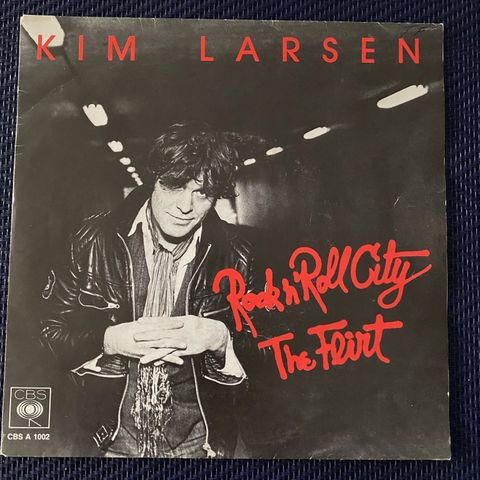 KIM LARSEN
Rock n' Roll City
The Flirt
CBS
CBS A 1002